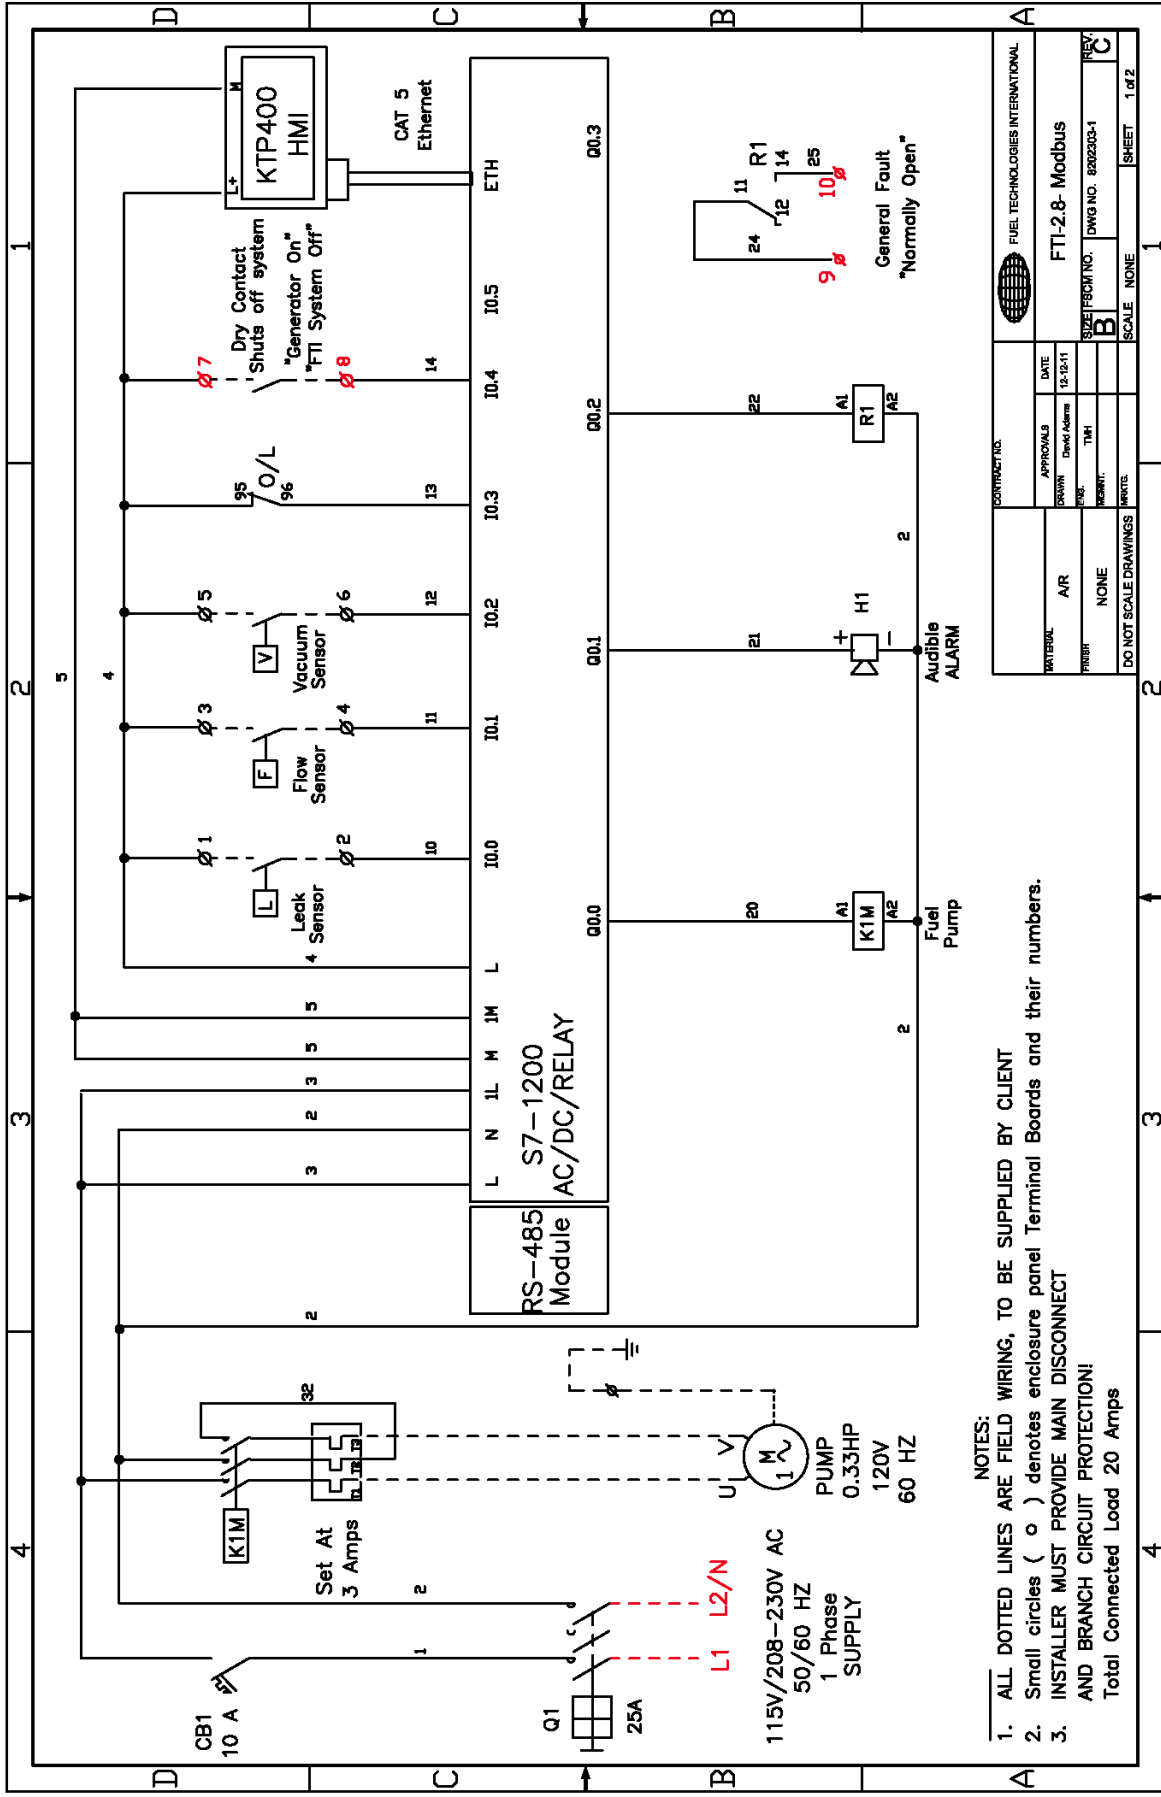 4
3
2
1
D
C
B
A
5
4
CB1
10 A
K1M
Set At
3 Amps
T1
T2
T3
32
1
2
Q1
25A
L1
L2/N
115V/208-230V AC
50/60 HZ
1 Phase
SUPPLY
U
V
M
1
PUMP
0.33HP
120V
60 HZ
2
3
2
3
5
5
4
L
N
1L
M
1M
L
RS-485
Module
S7-1200
AC/DC/RELAY
1
L
Leak
Sensor
2
10
I0.0
3
F
Flow
Sensor
4
11
I0.1
5
V
Vacuum
Sensor
6
12
I0.2
95
O/L
96
13
I0.3
7
Dry Contact
Shuts off system
"Generator On"
"FTI System Off"
8
14
I0.4
I0.5
L+
M
KTP400
HMI
CAT 5
Ethernet
ETH
Q0.0
Q0.1
Q0.2
Q0.3
20
A1
K1M
A2
Fuel
Pump
2
21
+
H1
-
Audible
ALARM
2
22
A1
R1
A2
24
11
R1
12
14
25
9
10
General Fault
"Normally Open"
NOTES:
1. ALL DOTTED LINES ARE FIELD WIRING, TO BE SUPPLIED BY CLIENT
2. Small circles ( o ) denotes enclosure panel Terminal Boards and their numbers.
3. INSTALLER MUST PROVIDE MAIN DISCONNECT
AND BRANCH CIRCUIT PROTECTION!
Total Connected Load 20 Amps
MATERIAL
A/R
FINISH
NONE
DO NOT SCALE DRAWINGS
CONTRACT NO.
APPROVALS
DATE
DRAWN
David Adams
12-12-11
ENG.
TMH
MGMNT.
MRKTG.
FUEL TECHNOLOGIES INTERNATIONAL
FTI-2.8- Modbus
SIZE
B
FSCM NO.
DWG NO. 8202303-1
REV.
C
SCALE NONE
SHEET 1 of 2
4
3
2
1
D
C
B
A